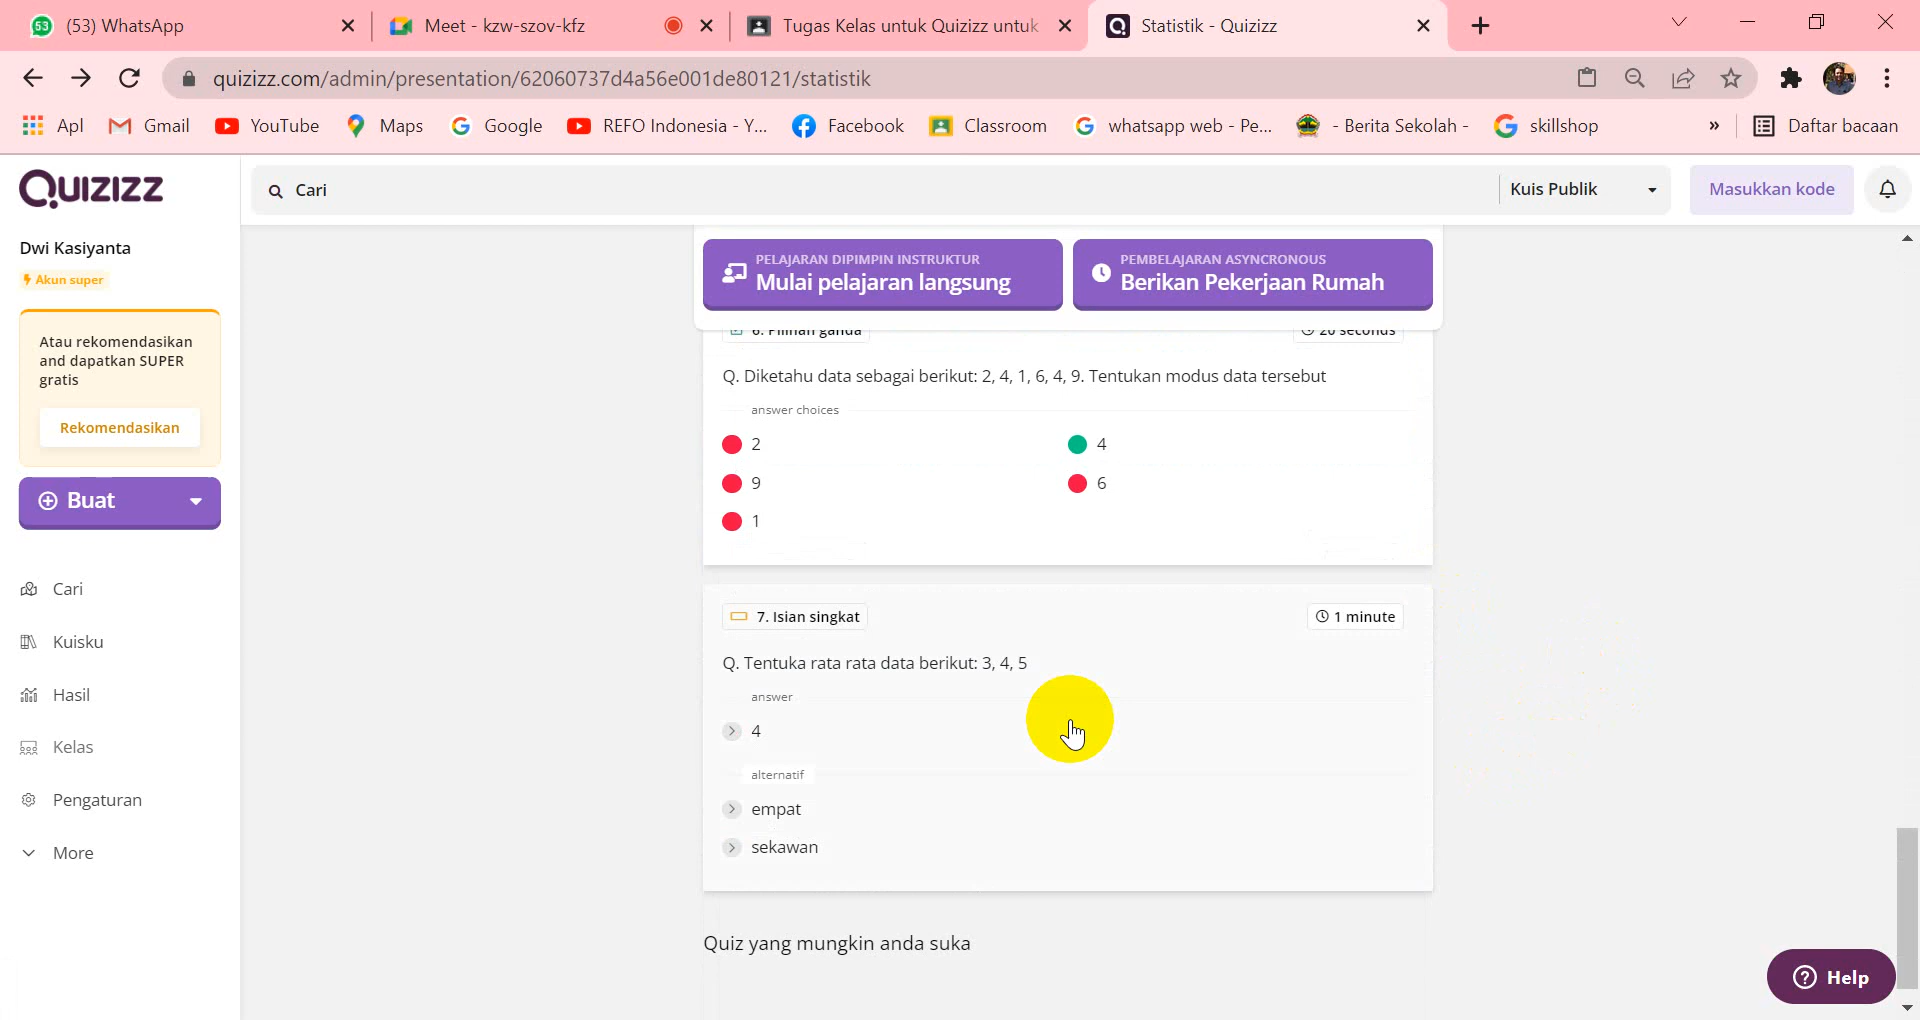 53
(53) WhatsApp
Meet - kzw-szov-kfz
Tugas Kelas untuk Quizizz untuk
Statistik - Quizizz
quizizz.com/admin/presentation/62060737d4a56e001de80121/statistik
Apl
Gmail
YouTube
Maps
Google
REFO Indonesia - Y...
Facebook
Classroom
whatsapp web - Pe...
- Berita Sekolah -
skillshop
»
Daftar bacaan
QUIZIZZ
Cari
Kuis Publik
Masukkan kode
Dwi Kasiyanta
Akun super
Atau rekomendasikan
and dapatkan SUPER
gratis
Rekomendasikan
Buat
Cari
Kuisku
Hasil
Kelas
Pengaturan
More
PELAJARAN DIPIMPIN INSTRUKTUR
Mulai pelajaran langsung
PEMBELAJARAN ASYNCRONOUS
Berikan Pekerjaan Rumah
6. Pilihan ganda
20 seconds
Q. Diketahu data sebagai berikut: 2, 4, 1, 6, 4, 9. Tentukan modus data tersebut
answer choices
2
4
9
6
1
7. Isian singkat
1 minute
Q. Tentuka rata rata data berikut: 3, 4, 5
answer
4
alternatif
empat
sekawan
Quiz yang mungkin anda suka
Help